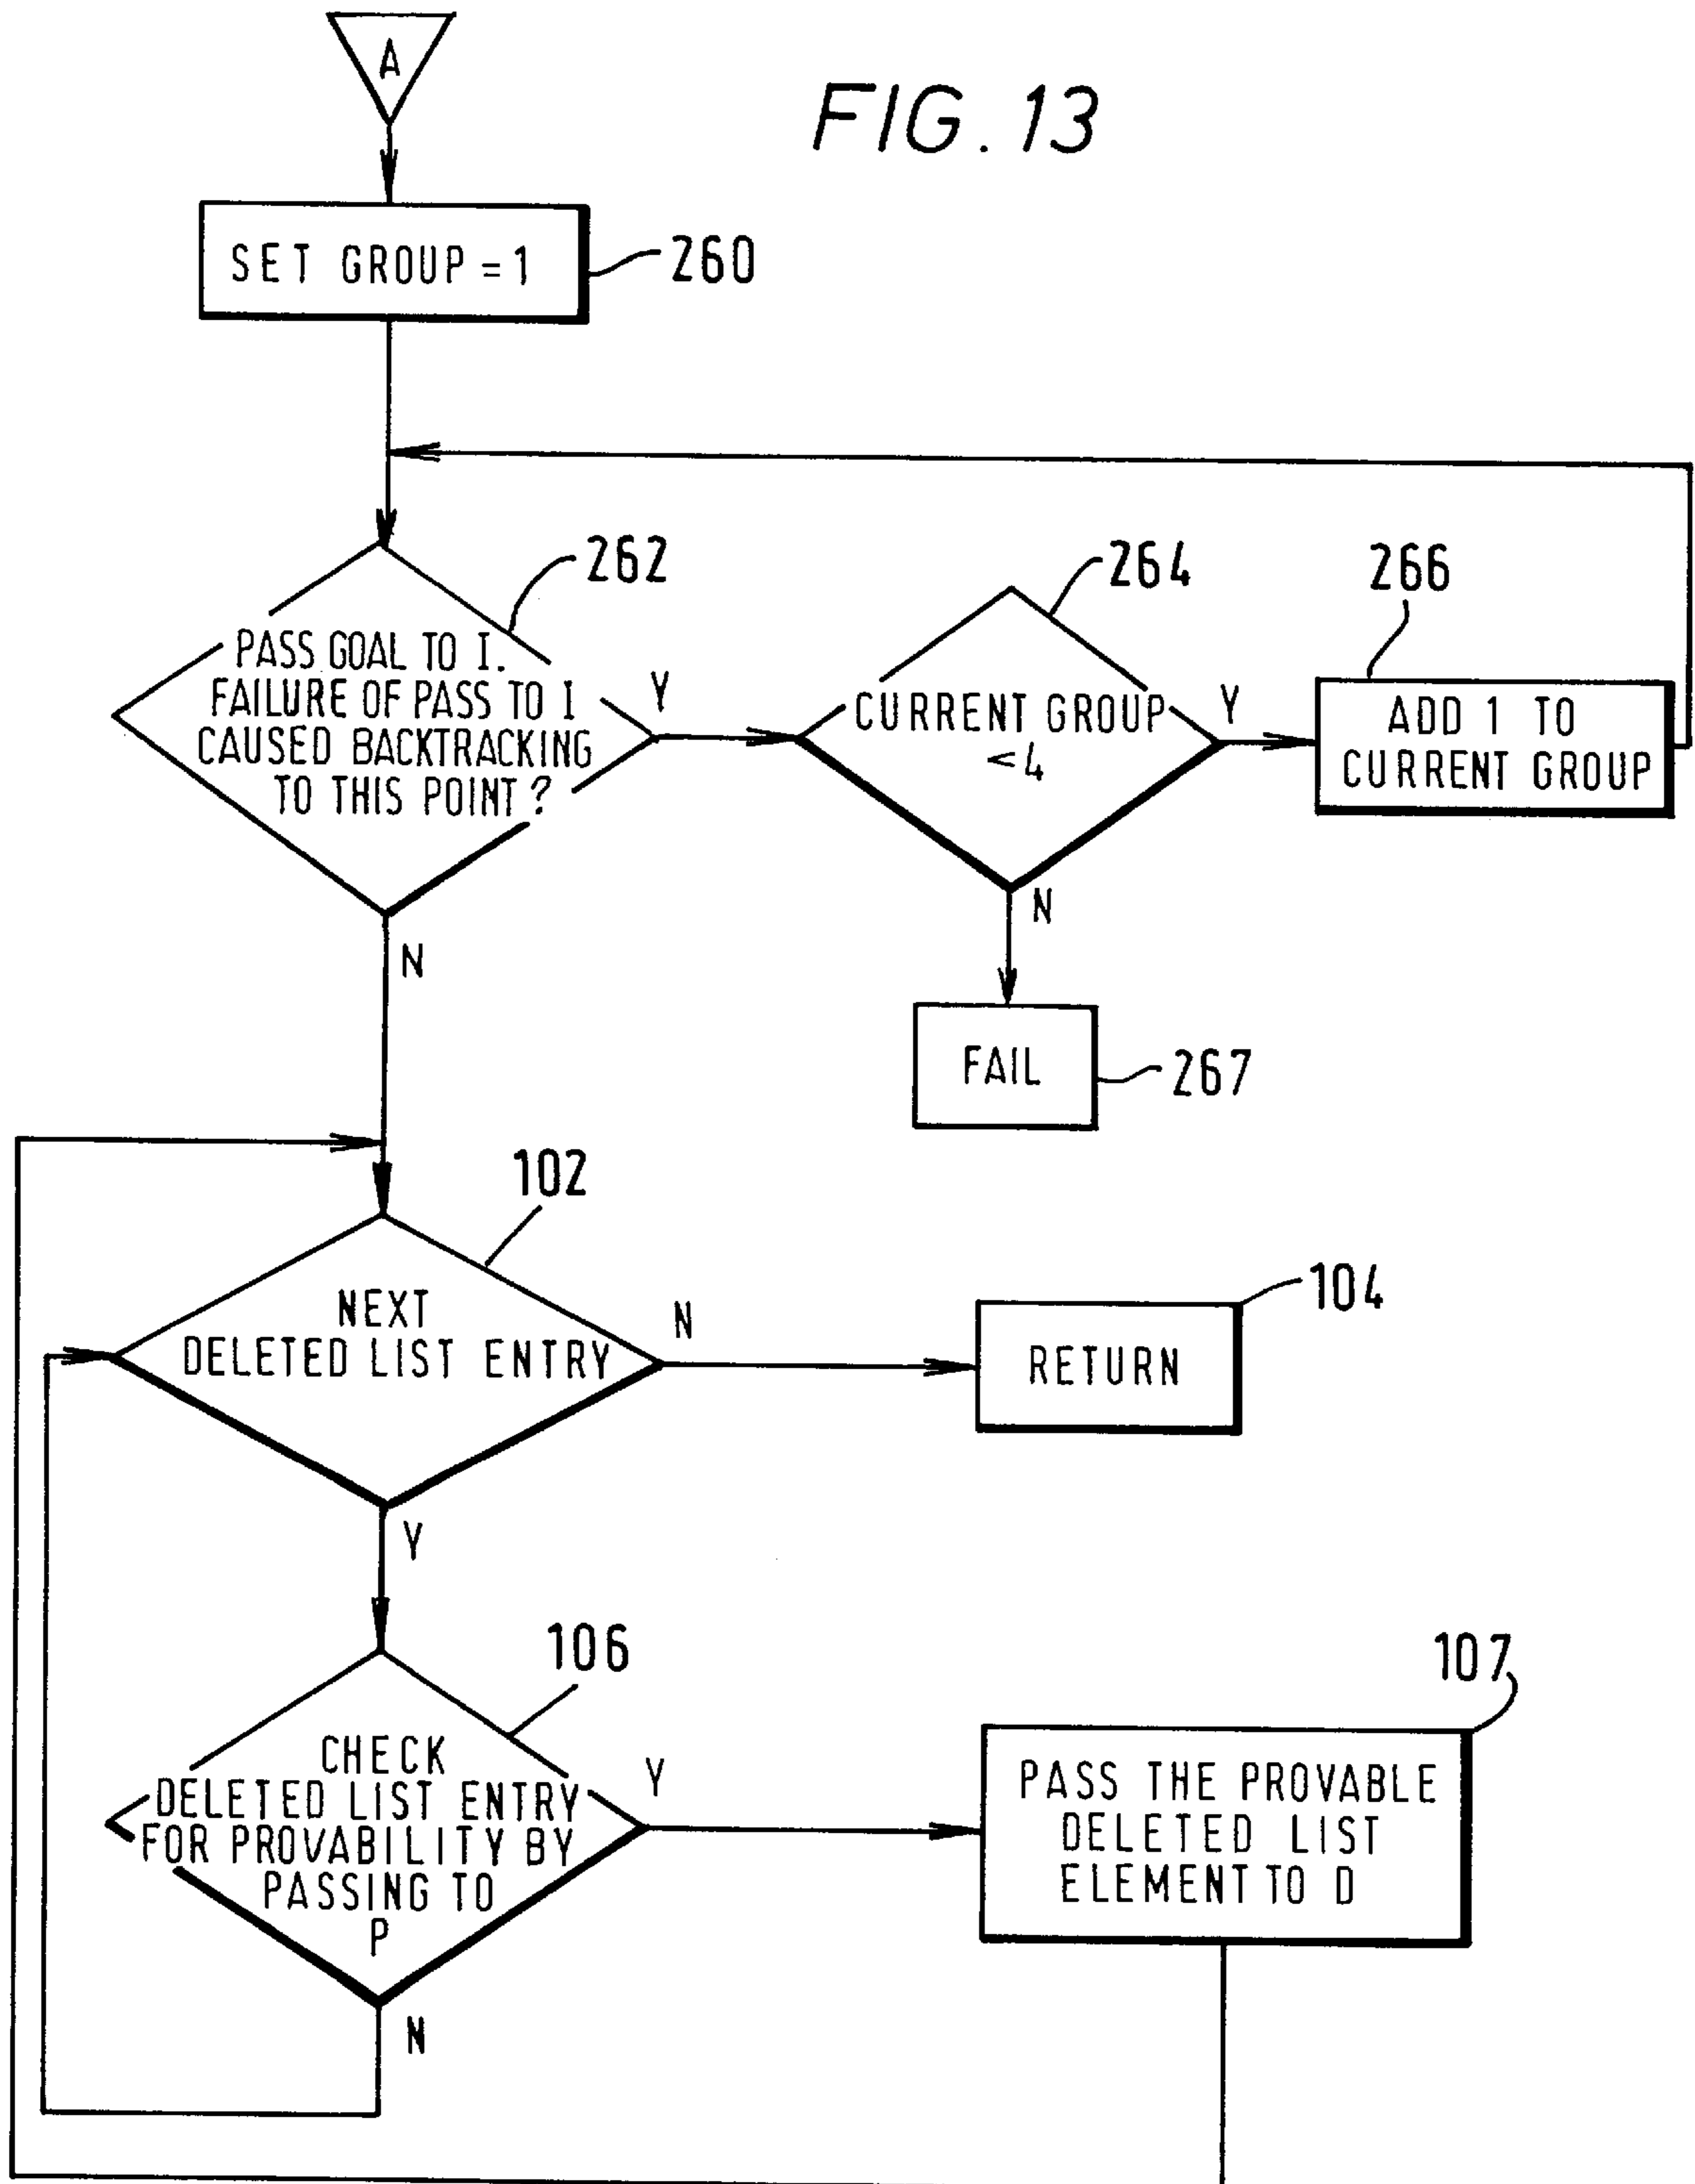 A
FIG. 13
SET GROUP = 1
260
262
PASS GOAL TO I.
FAILURE OF PASS TO I
CAUSED BACKTRACKING
TO THIS POINT?
Y
N
264
CURRENT GROUP
<4
Y
N
266
ADD 1 TO
CURRENT GROUP
FAIL
267
102
NEXT
DELETED LIST ENTRY
N
Y
104
RETURN
106
CHECK
DELETED LIST ENTRY
FOR PROVABILITY BY
PASSING TO
P
Y
N
107
PASS THE PROVABLE
DELETED LIST
ELEMENT TO D